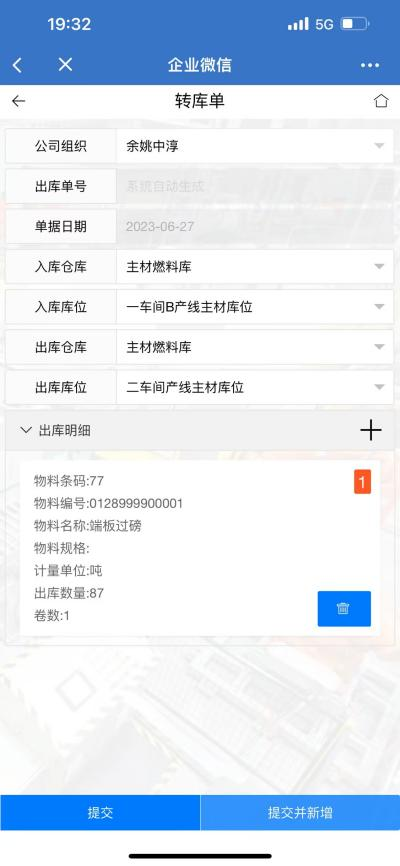 19:32
5G
企业微信
转库单
公司组织 余姚中淳
出库单号 系统自动生成
单据日期 2023-06-27
入库仓库 主材燃料库
入库库位 一车间B产线主材库位
出库仓库 主材燃料库
出库库位 二车间产线主材库位
出库明细
物料条码:77
1
物料编号:0128999900001
物料名称:端板过磅
物料规格:
计量单位:吨
出库数量:87
卷数:1
提交
提交并新增